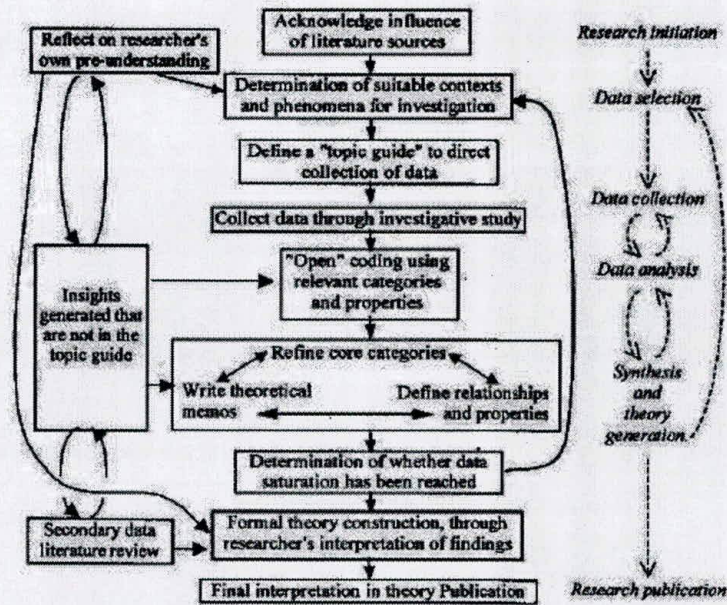 Acknowledge influence
of literature sources
Reflect on researcher's
own pre-understanding
Determination of suitable contexts
and phenomena for investigation
Define a "topic guide" to direct
collection of data
Collect data through investigative study
"Open" coding using
relevant categories
and properties
Insights
generated that
are not in the
topic guide
Refine core categories
Write theoretical
memos
Define relationships
and properties
Determination of whether data
saturation has been reached
Secondary data
literature review
Formal theory construction, through
researcher's interpretation of findings
Final interpretation in theory Publication
Research initiation
Data selection
Data collection
Data analysis
Synthesis
and
theory
generation
Research publication